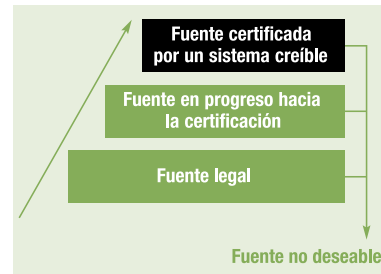 Fuente certificada
por un sistema creíble
Fuente en progreso hacia
la certificación
Fuente legal
Fuente no deseable